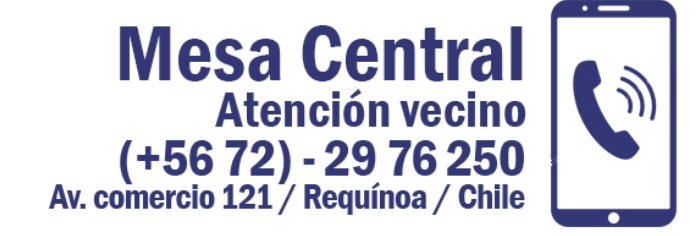 Mesa Central
Atención vecino
(+56 72) - 29 76 250
Av. comercio 121 / Requínoa / Chile